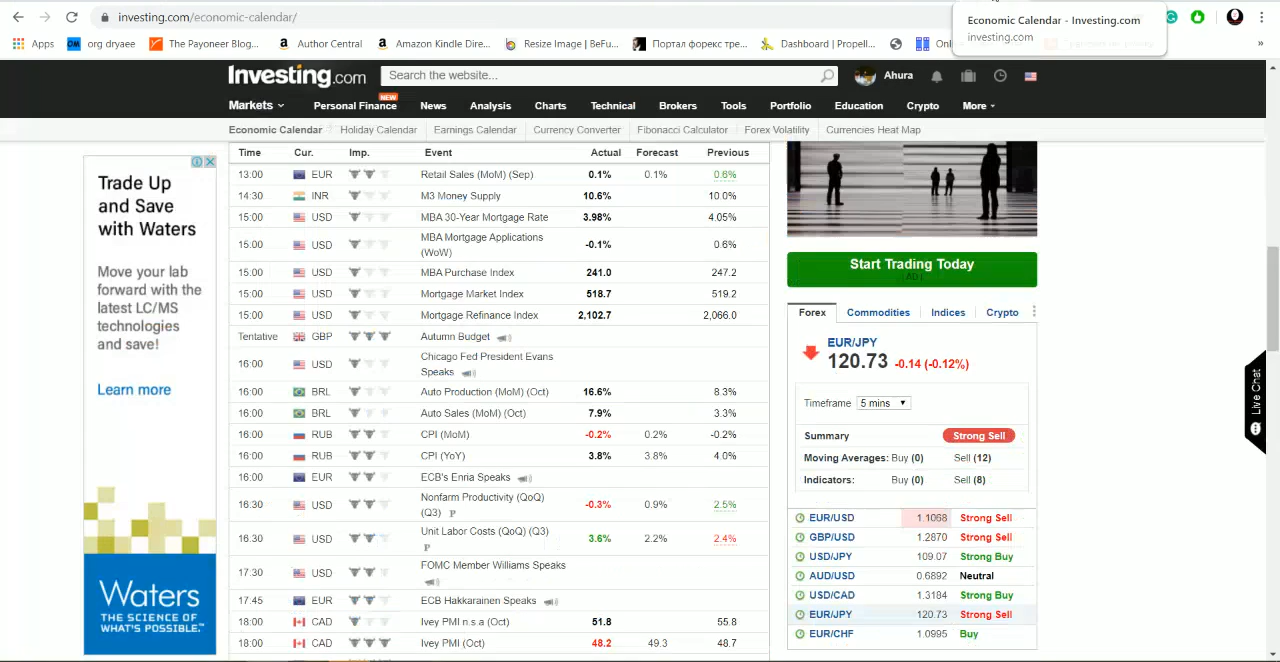 Economic Calendar - Investing.com
investing.com
investing.com/economic-calendar/
Apps
org dryaee
The Payoneer Blog...
Author Central
Amazon Kindle Dire...
Resize Image | BeFu...
Портал форекс тре...
Dashboard | Propell...
Investing.com
Search the website...
Ahura
Markets
Personal Finance
NEW
News
Analysis
Charts
Technical
Brokers
Tools
Portfolio
Education
Crypto
More
Economic Calendar
Holiday Calendar
Earnings Calendar
Currency Converter
Fibonacci Calculator
Forex Volatility
Currencies Heat Map
Trade Up
and Save
with Waters
Move your lab
forward with the
latest LC/MS
technologies
and save!
Learn more
Waters
THE SCIENCE OF
WHAT'S POSSIBLE.™
Time Cur. Imp. Event Actual Forecast Previous
13:00 EUR Retail Sales (MoM) (Sep) 0.1% 0.1% 0.6%
14:30 INR M3 Money Supply 10.6% 10.0%
15:00 USD MBA 30-Year Mortgage Rate 3.98% 4.05%
15:00 USD MBA Mortgage Applications (WoW) -0.1% 0.6%
15:00 USD MBA Purchase Index 241.0 247.2
15:00 USD Mortgage Market Index 518.7 519.2
15:00 USD Mortgage Refinance Index 2,102.7 2,066.0
Tentative GBP Autumn Budget
16:00 USD Chicago Fed President Evans Speaks
16:00 BRL Auto Production (MoM) (Oct) 16.6% 8.3%
16:00 BRL Auto Sales (MoM) (Oct) 7.9% 3.3%
16:00 RUB CPI (MoM) -0.2% 0.2% -0.2%
16:00 RUB CPI (YoY) 3.8% 3.8% 4.0%
16:00 EUR ECB's Enria Speaks
16:30 USD Nonfarm Productivity (QoQ) (Q3) P -0.3% 0.9% 2.5%
16:30 USD Unit Labor Costs (QoQ) (Q3) P 3.6% 2.2% 2.4%
17:30 USD FOMC Member Williams Speaks
17:45 EUR ECB Hakkarainen Speaks
18:00 CAD Ivey PMI n.s.a (Oct) 51.8 55.8
18:00 CAD Ivey PMI (Oct) 48.2 49.3 48.7
Start Trading Today
Forex
Commodities
Indices
Crypto
EUR/JPY
120.73 -0.14 (-0.12%)
Timeframe 5 mins
Summary Strong Sell
Moving Averages: Buy (0) Sell (12)
Indicators: Buy (0) Sell (8)
EUR/USD 1.1068 Strong Sell
GBP/USD 1.2870 Strong Sell
USD/JPY 109.07 Strong Buy
AUD/USD 0.6892 Neutral
USD/CAD 1.3184 Strong Buy
EUR/JPY 120.73 Strong Sell
EUR/CHF 1.0995 Buy
Live Chat